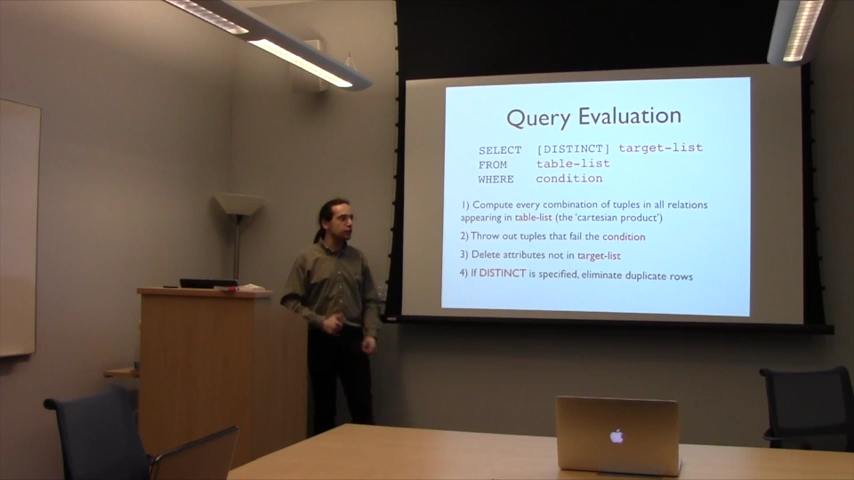 Query Evaluation
SELECT [DISTINCT] target-list
FROM table-list
WHERE condition
1) Compute every combination of tuples in all relations
appearing in table-list (the 'cartesian product')
2) Throw out tuples that fail the condition
3) Delete attributes not in target-list
4) If DISTINCT is specified, eliminate duplicate rows